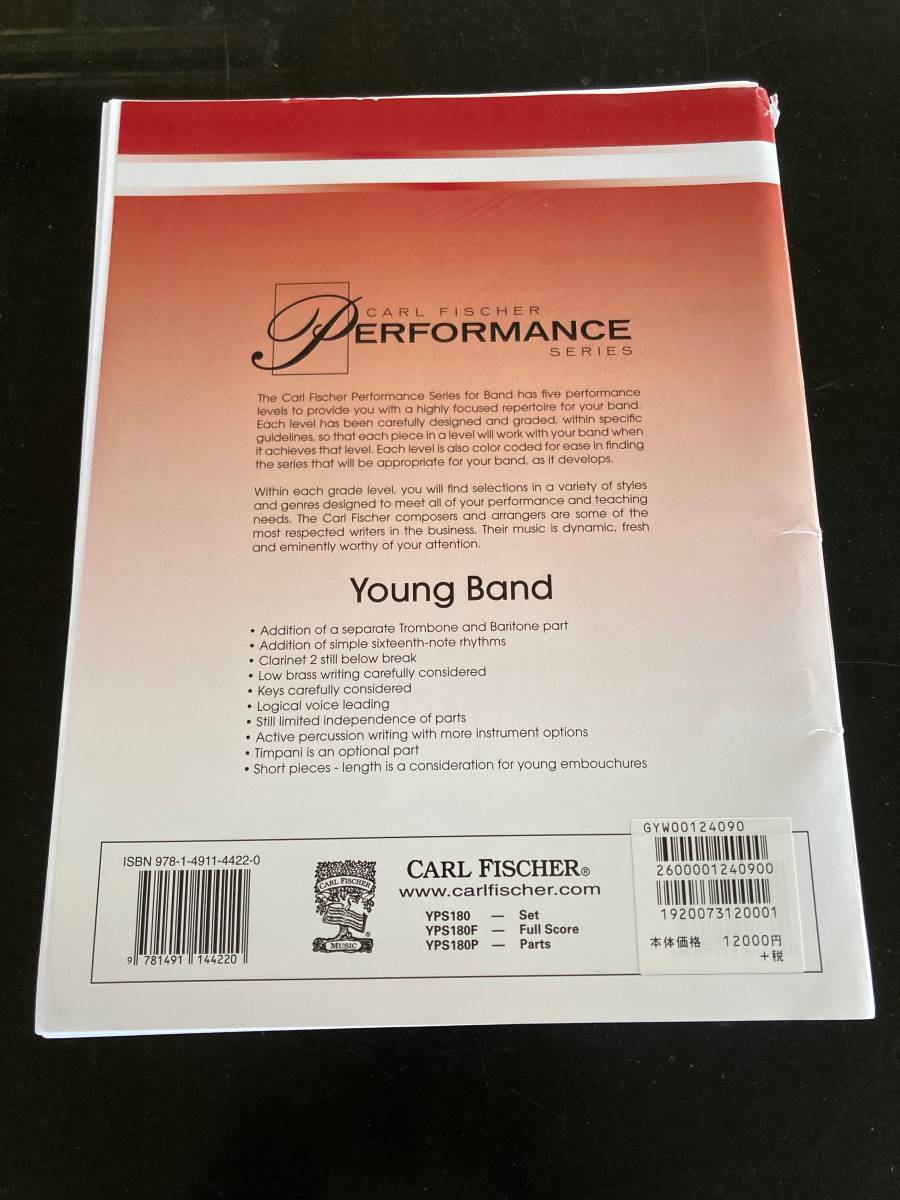 CARL FISCHER
PERFORMANCE
SERIES
The Carl Fischer Performance Series for Band has five performance
levels to provide you with a highly focused repertoire for your band.
Each level has been carefully designed and graded, within specific
guidelines, so that each piece in a level will work with your band when
it achieves that level. Each level is also color coded for ease in finding
the series that will be appropriate for your band, as it develops.
Within each grade level, you will find selections in a variety of styles
and genres designed to meet all of your performance and teaching
needs. The Carl Fischer composers and arrangers are some of the
most respected writers in the business. Their music is dynamic, fresh
and eminently worthy of your attention.
Young Band
• Addition of a separate Trombone and Baritone part
• Addition of simple sixteenth-note rhythms
• Clarinet 2 still below break
• Low brass writing carefully considered
• Keys carefully considered
• Logical voice leading
• Still limited independence of parts
• Active percussion writing with more instrument options
• Timpani is an optional part
• Short pieces - length is a consideration for young embouchures
ISBN 978-1-4911-4422-0
9 781491 144220
CARL FISCHER
MUSIC
®
CARL FISCHER®
www.carlfischer.com
YPS180 — Set
YPS180F — Full Score
YPS180P — Parts
GYW00124090
2600001240900
1920073120001
本体価格 12000円
+税